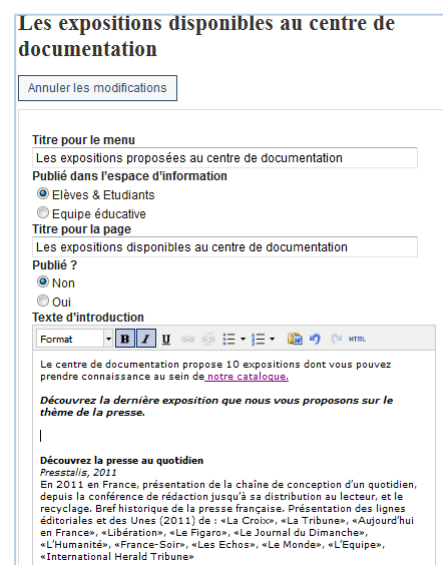 Les expositions disponibles au centre de
documentation
Annuler les modifications
Titre pour le menu
Les expositions proposées au centre de documentation
Publié dans l'espace d'information
Elèves & Etudiants
Equipe éducative
Titre pour la page
Les expositions disponibles au centre de documentation
Publié ?
Non
Oui
Texte d'introduction
Format B I U HTML
Le centre de documentation propose 10 expositions dont vous pouvez
prendre connaissance au sein de notre catalogue.
Découvrez la dernière exposition que nous vous proposons sur le
thème de la presse.
Découvrez la presse au quotidien
Presstalis, 2011
En 2011 en France, présentation de la chaîne de conception d'un quotidien,
depuis la conférence de rédaction jusqu'à sa distribution au lecteur, et le
recyclage. Bref historique de la presse française. Présentation des lignes
éditoriales et des Unes (2011) de : «La Croix», «La Tribune», «Aujourd'hui
en France», «Libération», «Le Figaro», «Le Journal du Dimanche»,
«L'Humanité», «France-Soir», «Les Echos», «Le Monde», «L'Equipe»,
«International Herald Tribune»